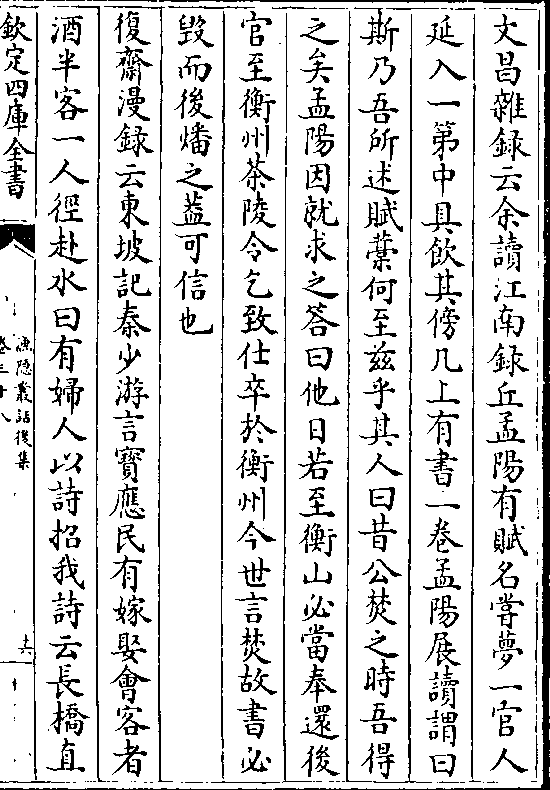 文昌雜録云余讀江南録丘孟陽有賦名嘗夢一官人
延入一第中具飲其傍几上有書一卷孟陽展讀謂曰
斯乃吾所述賦藁何至兹乎其人曰昔公焚之時吾得
之矣孟陽因就求之答曰他日若至衡山必當奉還後
官至衡州茶陵令乞致仕卒於衡州今世言焚故書必
毁而後燔之葢可信也
復齋漫録云東坡記秦少游言寶應民有嫁娶會客者
酒半客一人徑赴水曰有婦人以詩招我詩云長橋直
欽定四庫全書
漁隱叢話後集
卷三十八
十六